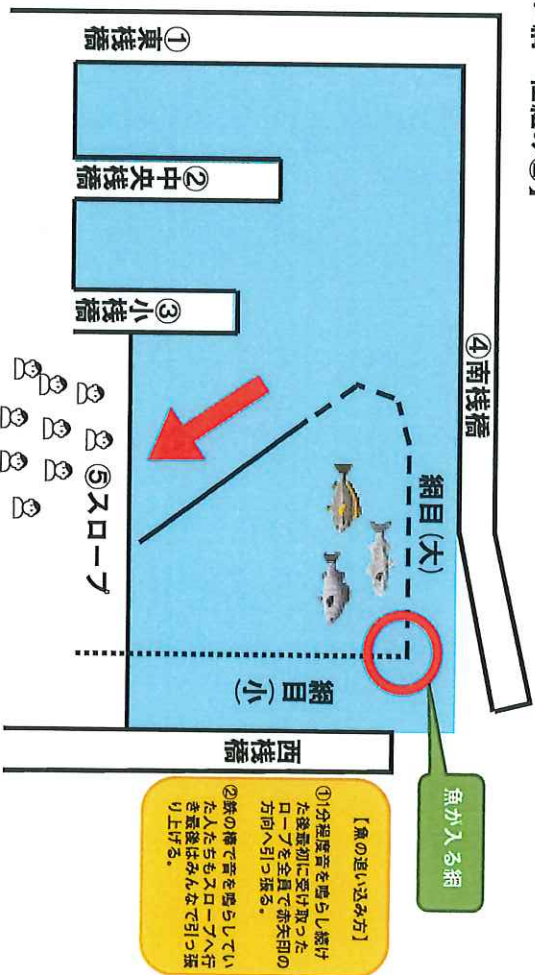 ①東桟橋
②中央桟橋
③小桟橋
④南桟橋
⑤スロープ
網目(大)
網目(小)
西桟橋
魚が入る網
【魚の追い込み方】
①1分程度音を鳴らし続け
た後最初に受け取った
ロープを全員で赤矢印の
方向へ引っ張る。
②鉄の棒で音を鳴らしてい
た人たちもスロープへ行
き最後はみんなで引っ張
り上げる。